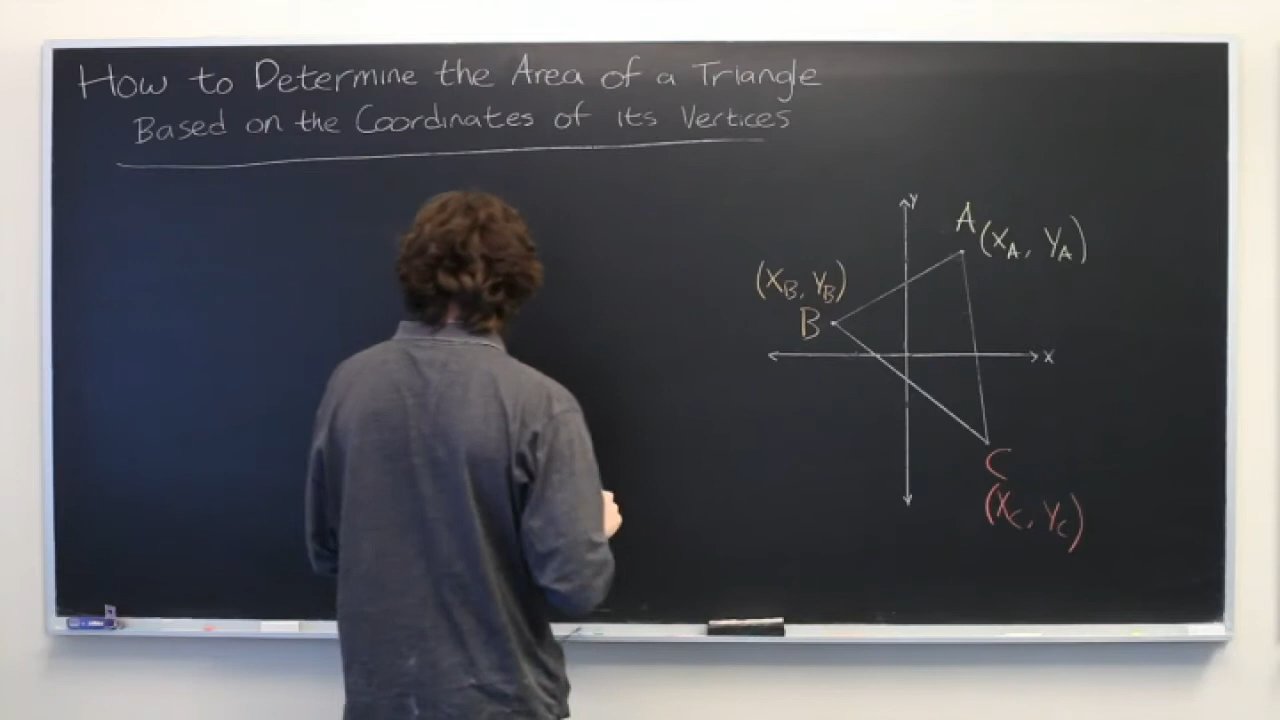 How to Determine the Area of a Triangle
Based on the Coordinates of its Vertices
Y
A (XA, YA)
(XB, YB)
B
X
C
(XC, YC)